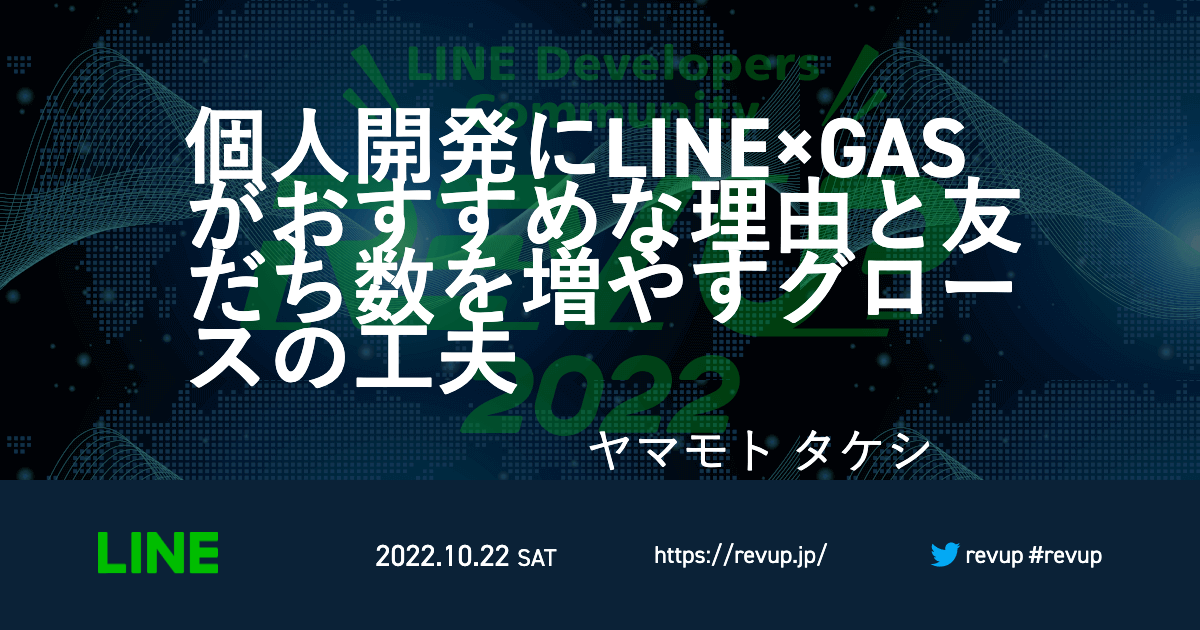 LINE Developers
Community
個人開発にLINE×GAS
がおすすめな理由と友
だち数を増やすグロー
スの工夫
2022
ヤマモト タケシ
LINE
2022.10.22 SAT
https://revup.jp/
revup #revup